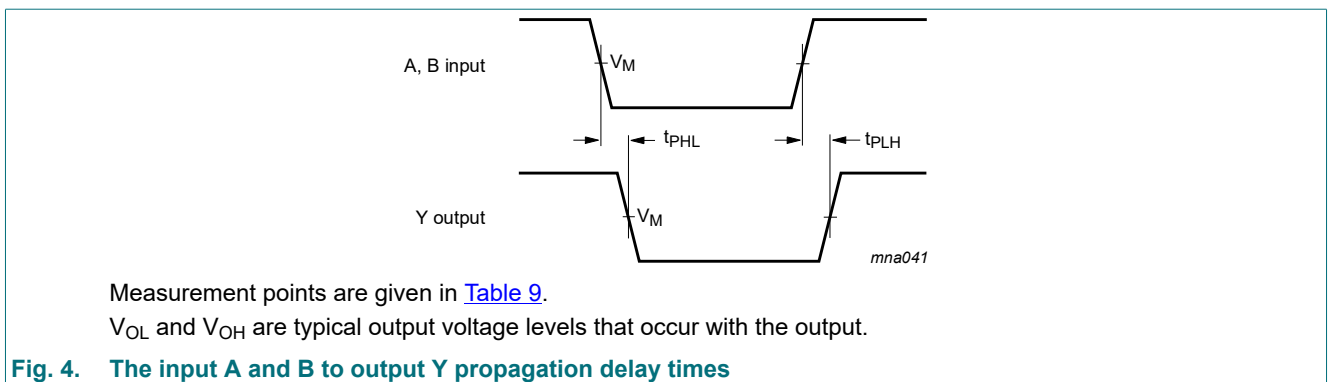 A, B input
VM
tPHL
tPLH
Y output
VM
mna041
Measurement points are given in Table 9.
VOL and VOH are typical output voltage levels that occur with the output.
Fig. 4. The input A and B to output Y propagation delay times